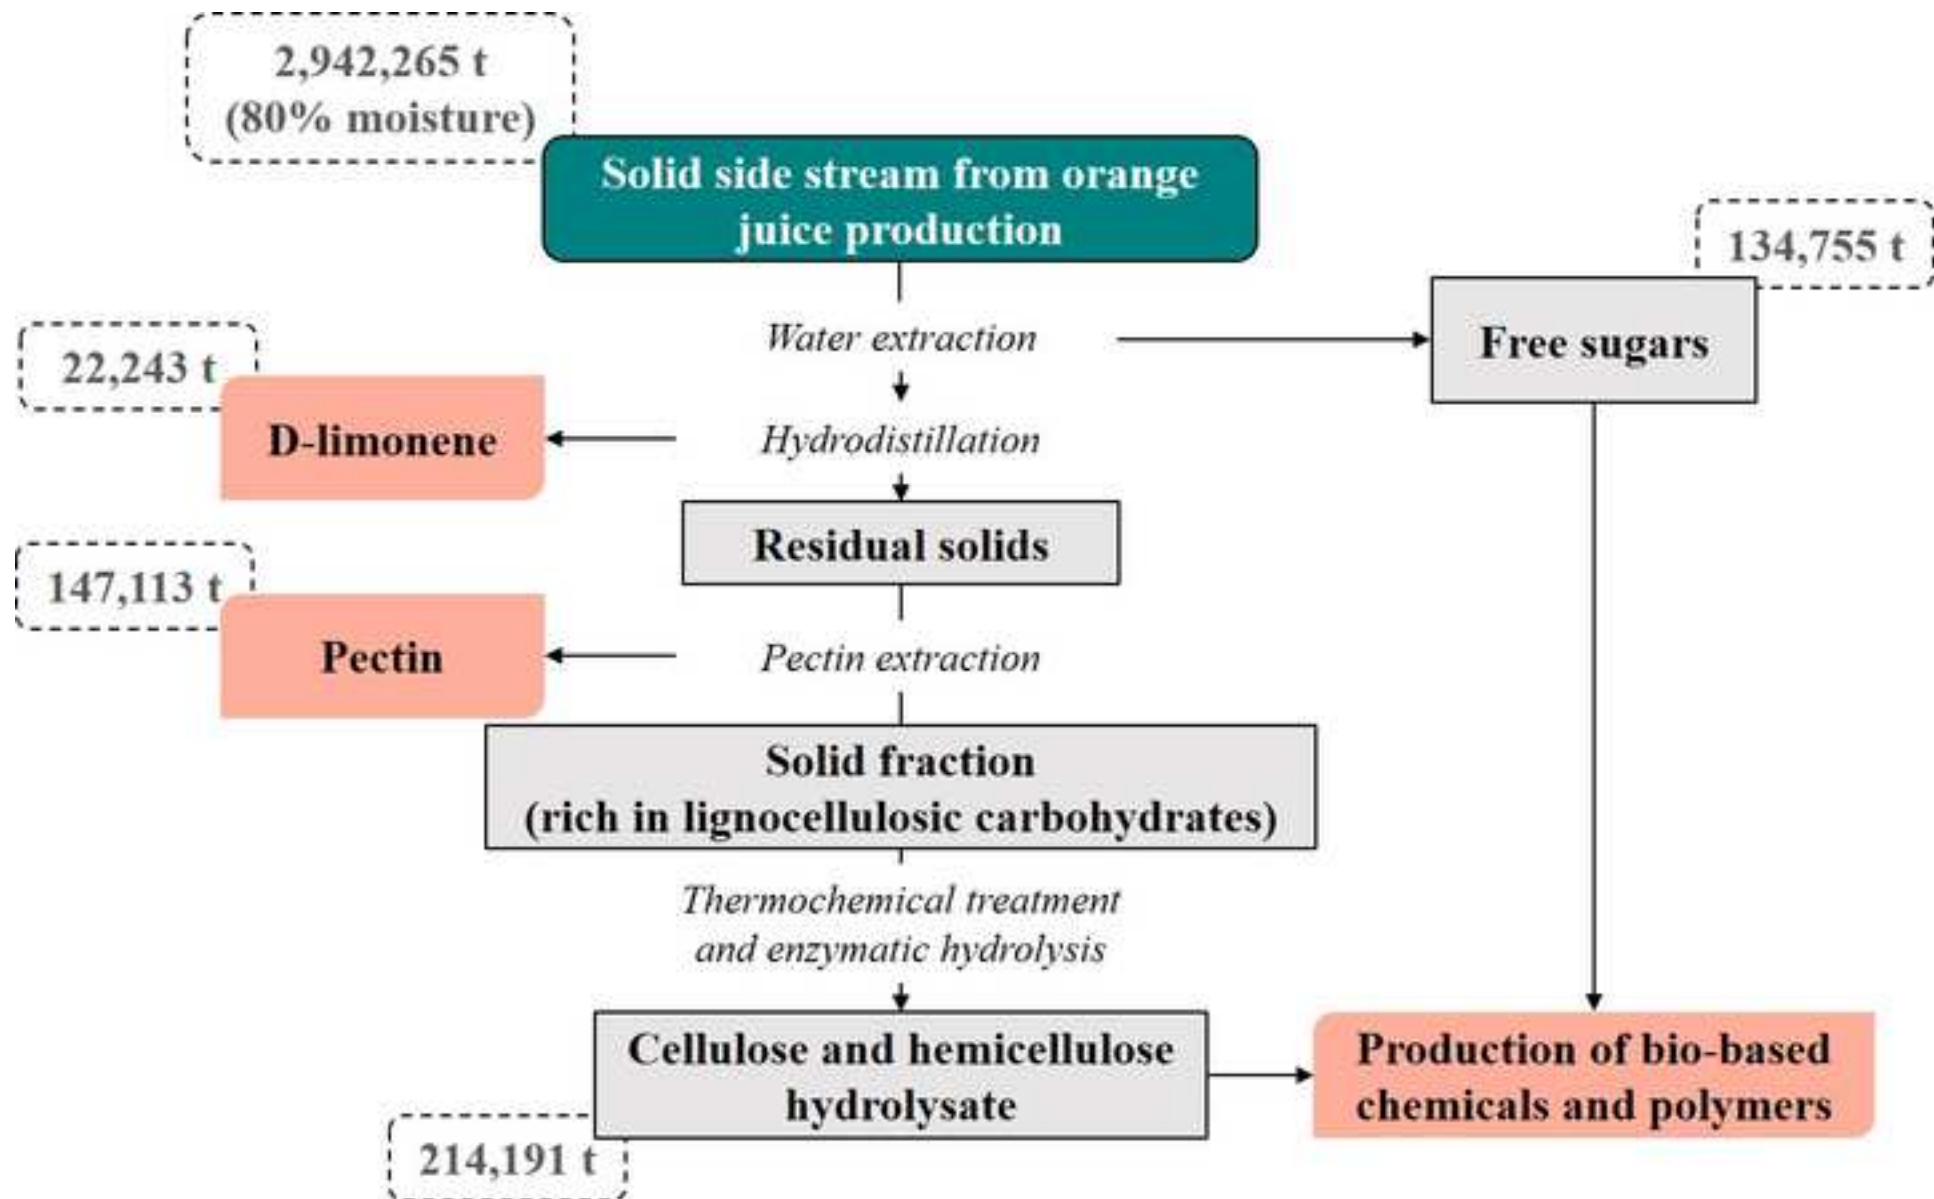 2,942,265 t
(80% moisture)
Solid side stream from orange
juice production
134,755 t
Water extraction
Free sugars
22,243 t
D-limonene
Hydrodistillation
Residual solids
147,113 t
Pectin
Pectin extraction
Solid fraction
(rich in lignocellulosic carbohydrates)
Thermochemical treatment
and enzymatic hydrolysis
Cellulose and hemicellulose
hydrolysate
Production of bio-based
chemicals and polymers
214,191 t